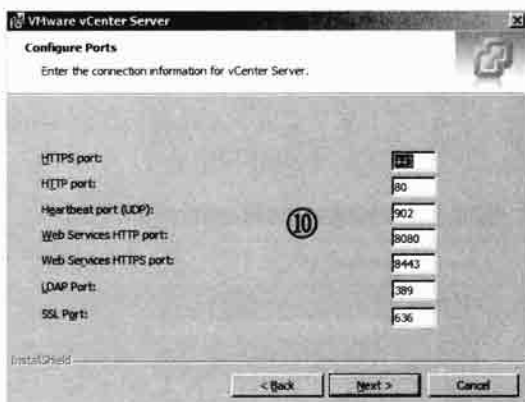 VMware vCenter Server
Configure Ports
Enter the connection information for vCenter Server.
HTTPS port:
HTTP port: 80
Heartbeat port (UDP): 902
⑩
Web Services HTTP port: 8080
Web Services HTTPS port: 8443
LDAP Port: 389
SSL Port: 636
InstallShield
< Back
Next >
Cancel